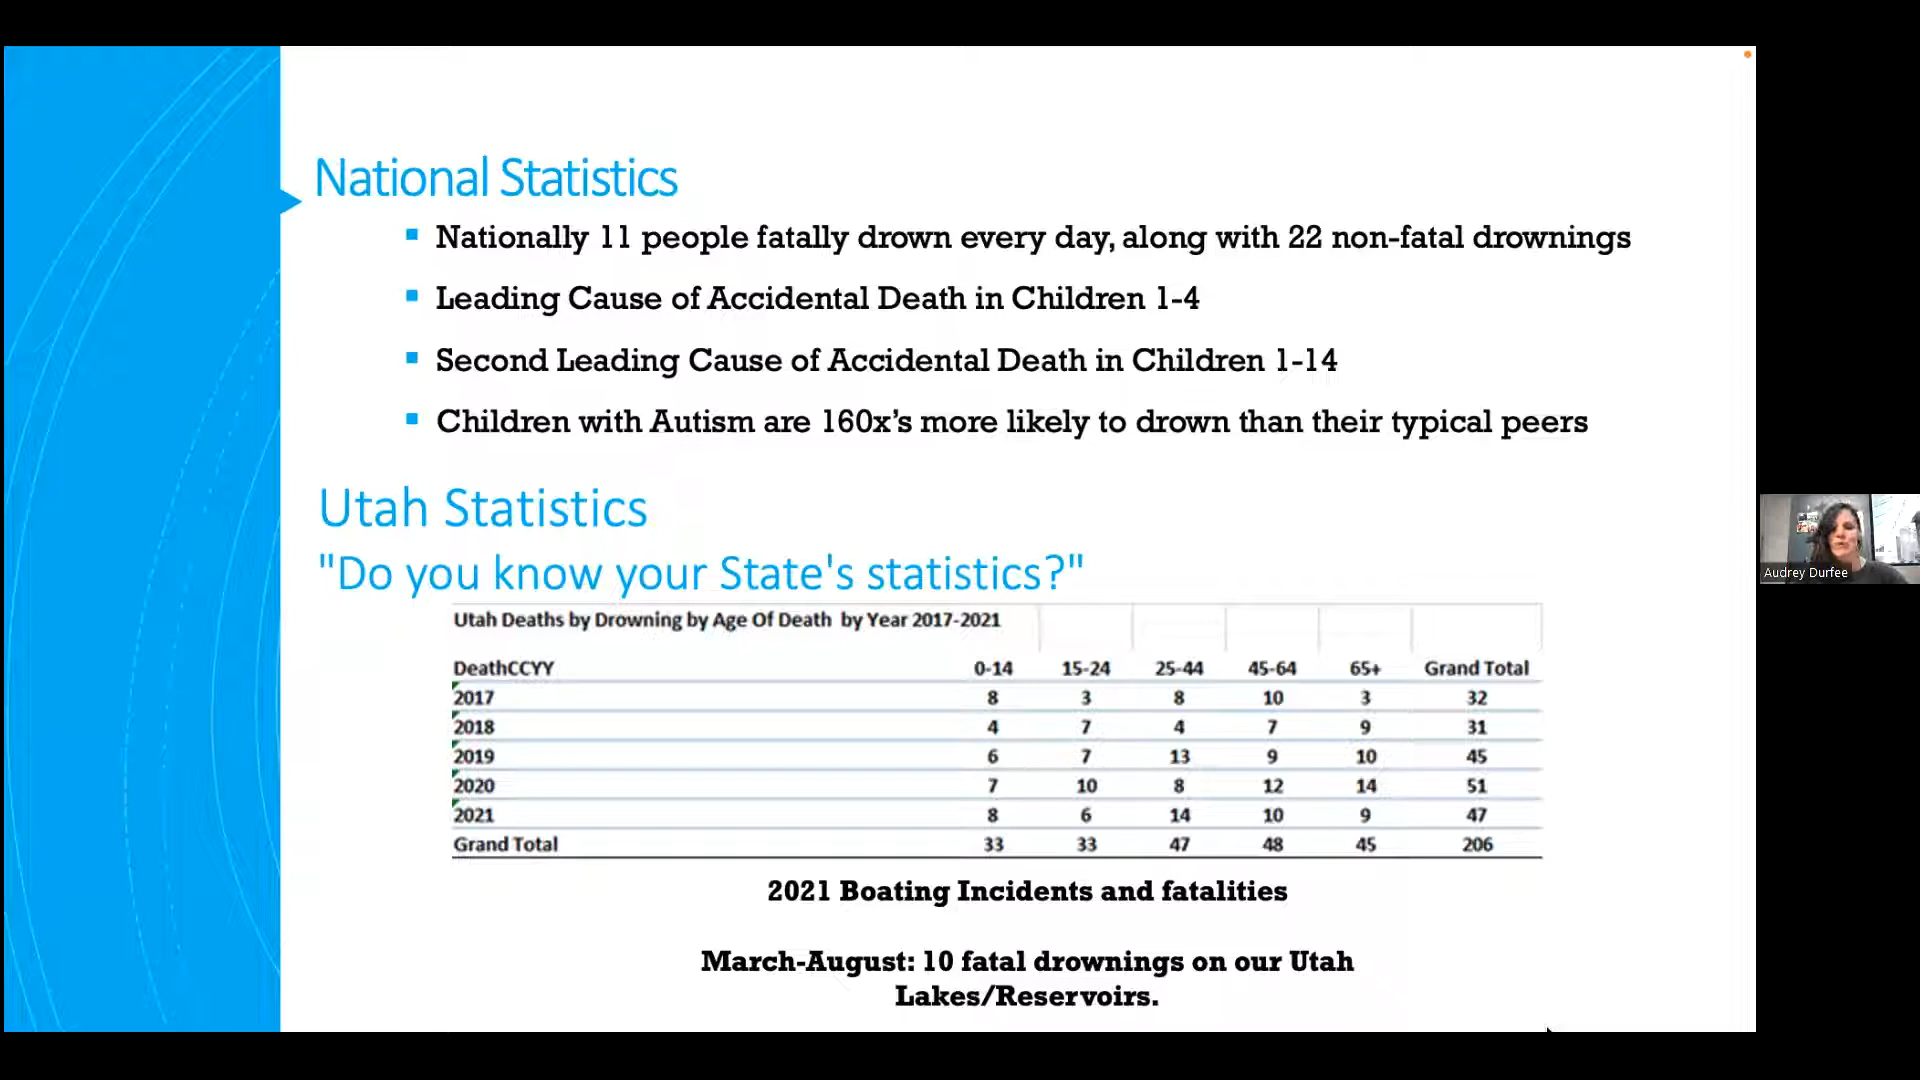 National Statistics
Nationally 11 people fatally drown every day, along with 22 non-fatal drownings
Leading Cause of Accidental Death in Children 1-4
Second Leading Cause of Accidental Death in Children 1-14
Children with Autism are 160x's more likely to drown than their typical peers
Utah Statistics
"Do you know your State's statistics?"
Utah Deaths by Drowning by Age Of Death by Year 2017-2021
DeathCCYY 0-14 15-24 25-44 45-64 65+ Grand Total
2017 8 3 8 10 3 32
2018 4 7 4 7 9 31
2019 6 7 13 9 10 45
2020 7 10 8 12 14 51
2021 8 6 14 10 9 47
Grand Total 33 33 47 48 45 206
2021 Boating Incidents and fatalities
March-August: 10 fatal drownings on our Utah
Lakes/Reservoirs.
Audrey Durfee